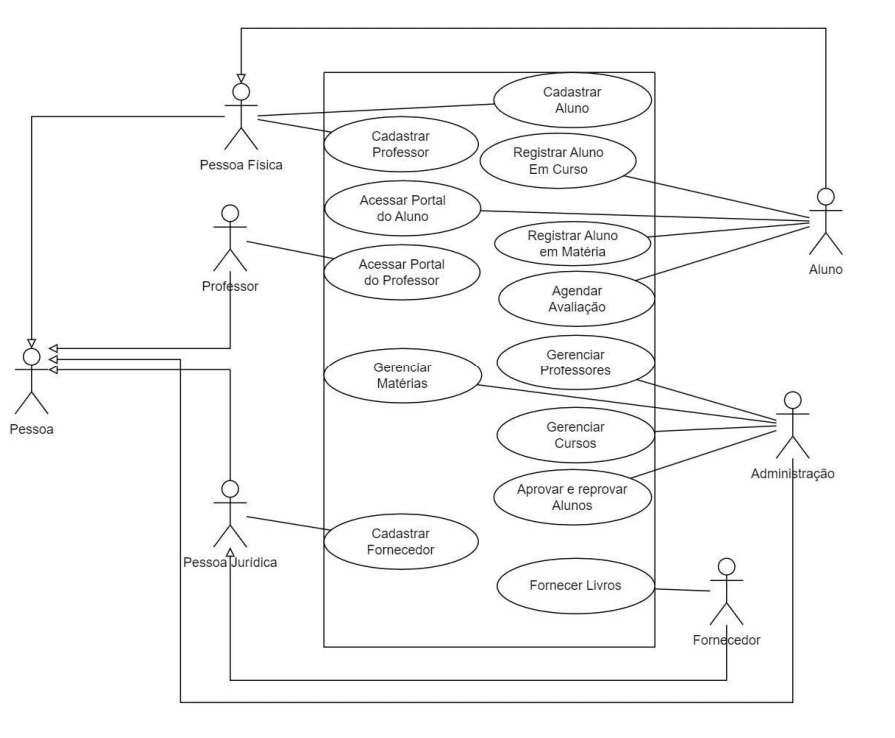 Cadastrar
Aluno
Cadastrar
Professor
Pessoa Física
Registrar Aluno
Em Curso
Acessar Portal
do Aluno
Registrar Aluno
em Matéria
Aluno
Acessar Portal
do Professor
Professor
Agendar
Avaliação
Gerenciar
Professores
Gerenciar
Matérias
Pessoa
Gerenciar
Cursos
Administração
Aprovar e reprovar
Alunos
Cadastrar
Fornecedor
Pessoa Jurídica
Fornecer Livros
Fornecedor